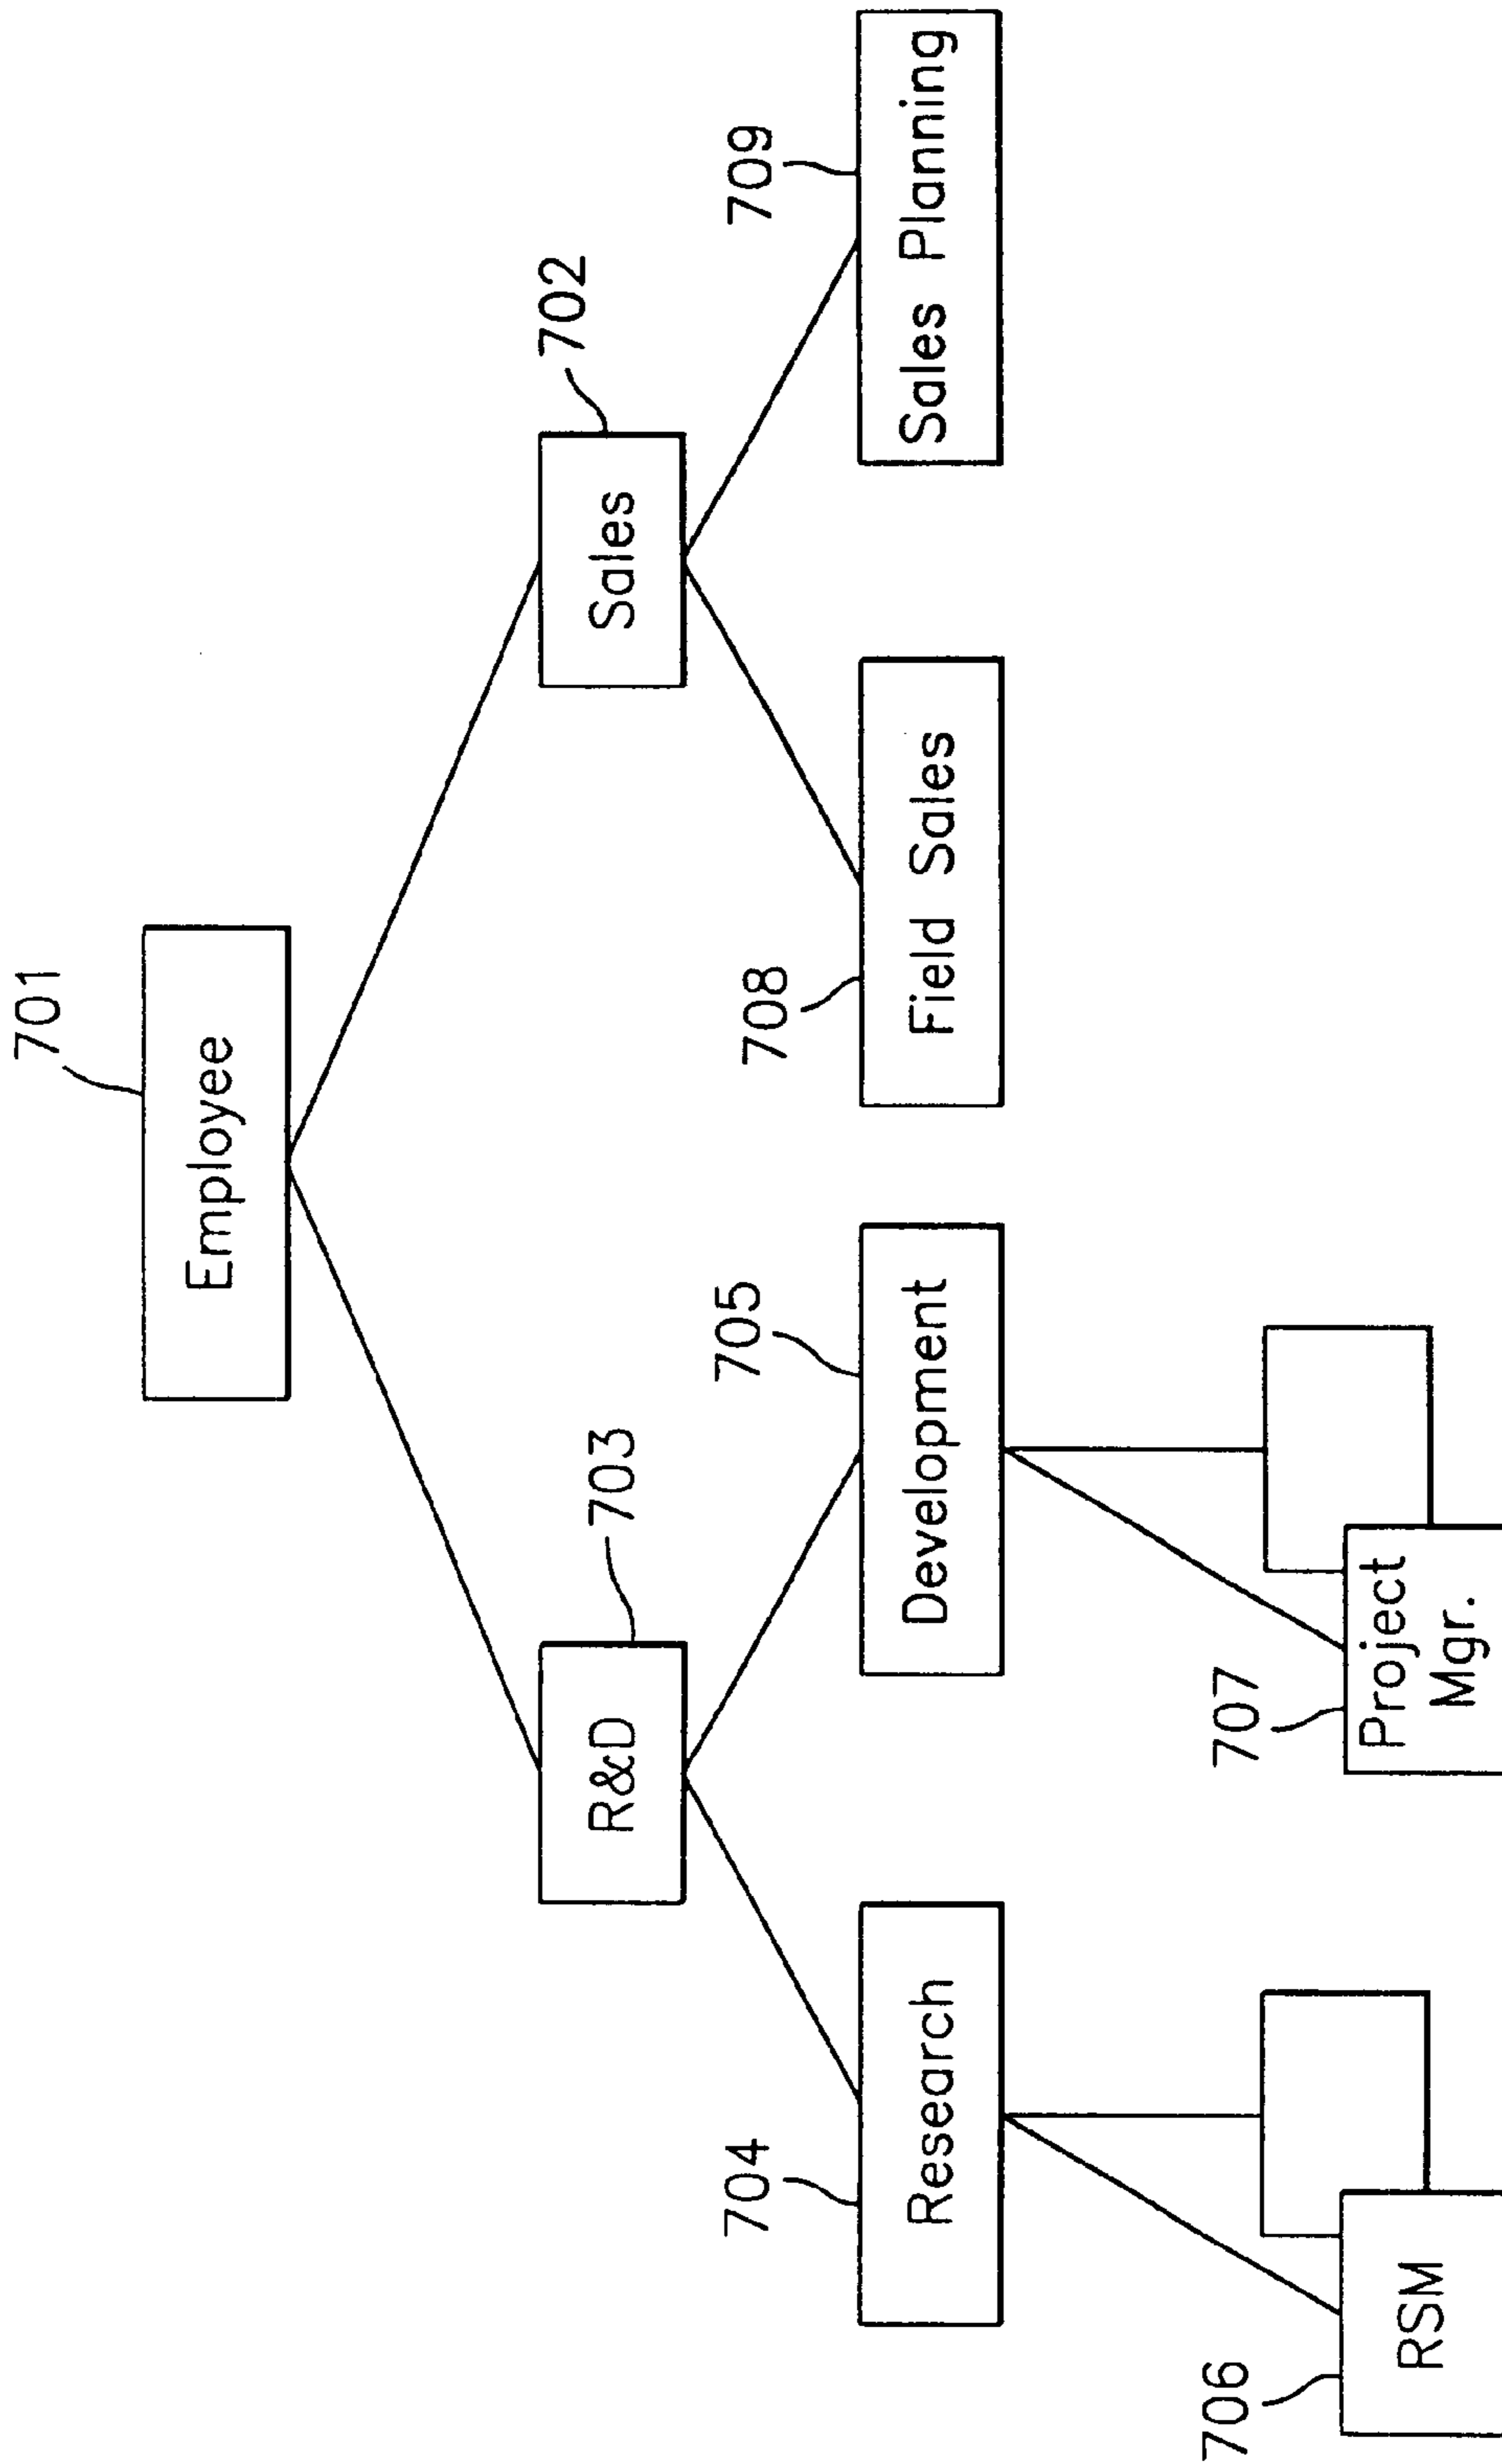 701
Employee
703
R&D
702
Sales
704
Research
705
Development
708
Field Sales
709
Sales Planning
706
RSM
707
Project
Mgr.